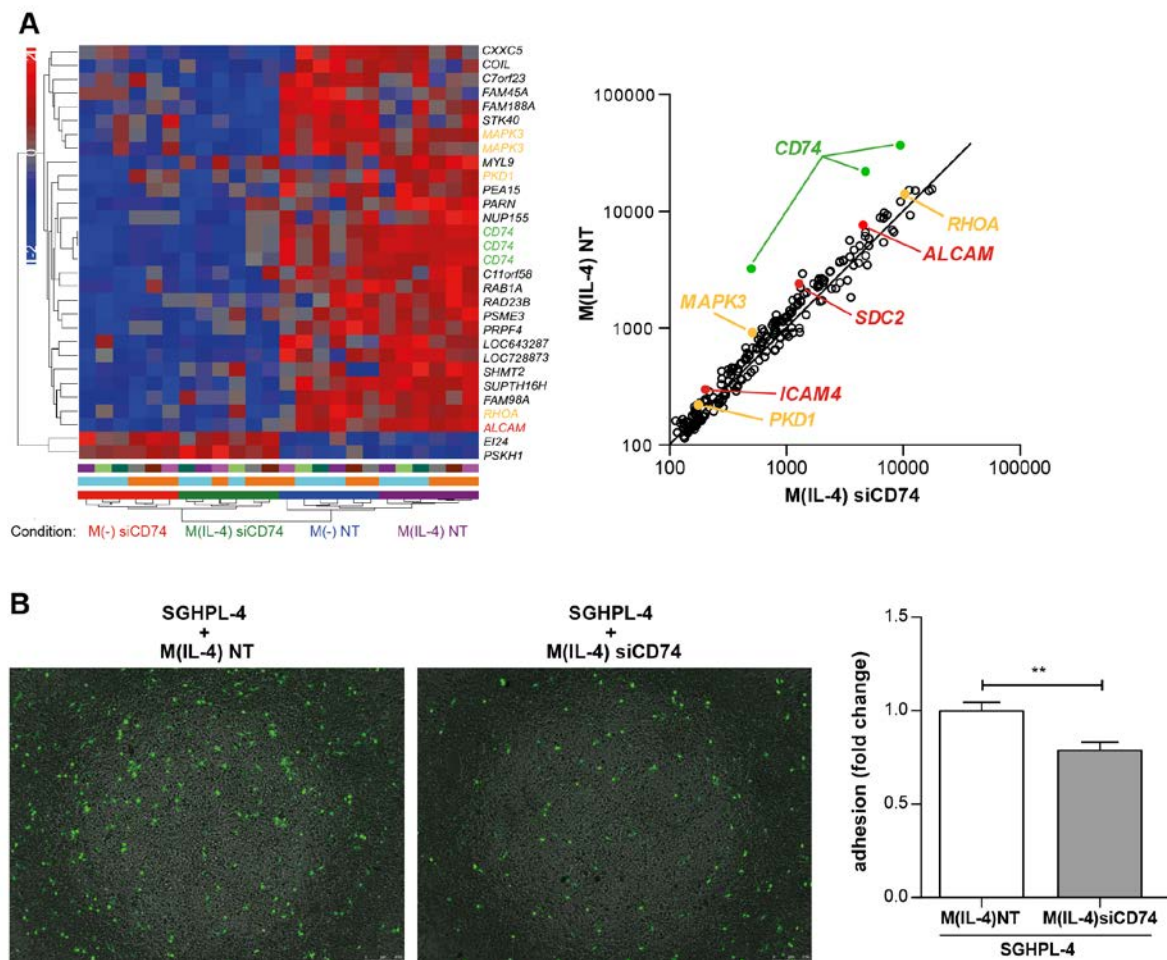 A
CXXC5
COIL
C7orf23
FAM45A
FAM188A
STK40
MAPK3
MAPK3
MYL9
PKD1
PEA15
PARN
NUP155
CD74
CD74
CD74
C11orf58
RAB1A
RAD23B
PSME3
PRPF4
LOC643287
LOC728873
SHMT2
SUPTH16H
FAM98A
RHOA
ALCAM
EI24
PSKH1
Condition: M(-) siCD74 M(IL-4) siCD74 M(-) NT M(IL-4) NT
M(IL-4) NT
100000
10000
1000
100
CD74
RHOA
ALCAM
MAPK3
SDC2
ICAM4
PKD1
100 1000 10000 100000
M(IL-4) siCD74
B
SGHPL-4
+
M(IL-4) NT
SGHPL-4
+
M(IL-4) siCD74
adhesion (fold change)
1.5
1.0
0.5
0.0
**
M(IL-4)NT M(IL-4)siCD74
SGHPL-4